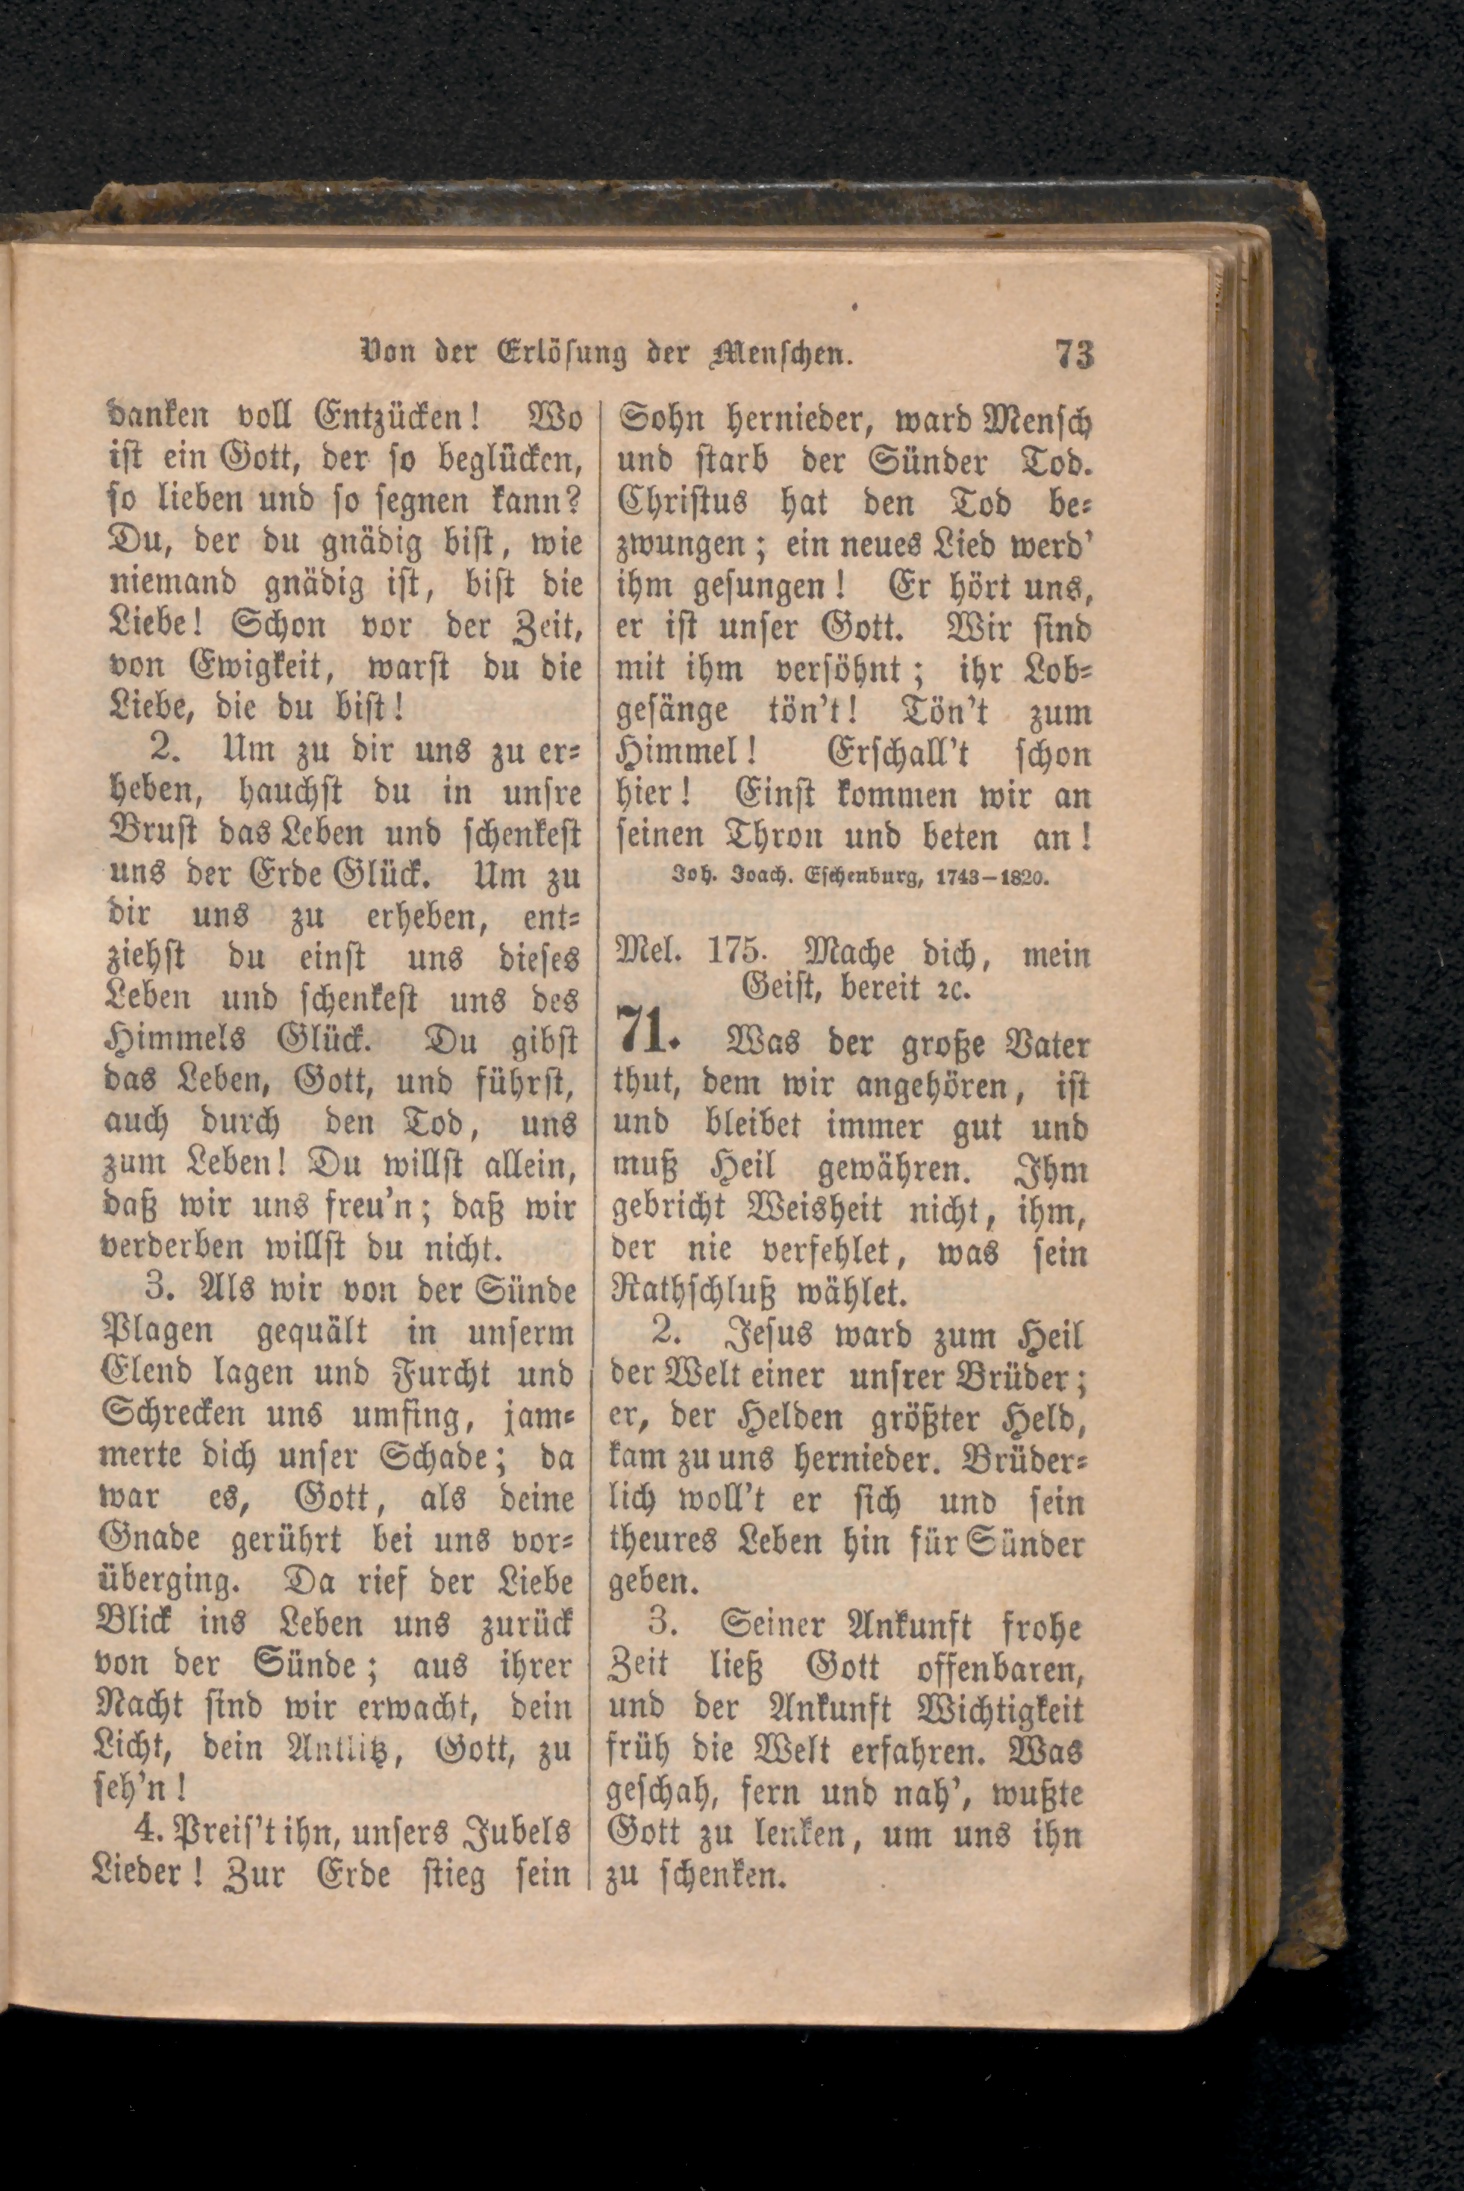 Von der Erlösung der Menschen. 73
danken voll Entzücken! Wo
ist ein Gott, der so beglücken,
so lieben und so segnen kann?
Du, der du gnädig bist, wie
niemand gnädig ist, bist die
Liebe! Schon vor der Zeit,
von Ewigkeit, warst du die
Liebe, die du bist!
2. Um zu dir uns zu er-
heben, hauchst du in unsre
Brust das Leben und schenkest
uns der Erde Glück. Um zu
dir uns zu erheben, ent-
ziehst du einst uns dieses
Leben und schenkest uns des
Himmels Glück. Du gibst
das Leben, Gott, und führst,
auch durch den Tod, uns
zum Leben! Du willst allein,
daß wir uns freu'n; daß wir
verderben willst du nicht.
3. Als wir von der Sünde
Plagen gequält in unserm
Elend lagen und Furcht und
Schrecken uns umfing, jam-
merte dich unser Schade; da
war es, Gott, als deine
Gnade gerührt bei uns vor-
überging. Da rief der Liebe
Blick ins Leben uns zurück
von der Sünde; aus ihrer
Nacht sind wir erwacht, dein
Licht, dein Antlitz, Gott, zu
seh'n!
4. Preis't ihn, unsers Jubels
Lieder! Zur Erde stieg sein
Sohn hernieder, ward Mensch
und starb der Sünder Tod.
Christus hat den Tod be-
zwungen; ein neues Lied werd'
ihm gesungen! Er hört uns,
er ist unser Gott. Wir sind
mit ihm versöhnt; ihr Lob-
gesänge tön't! Tön't zum
Himmel! Erschall't schon
hier! Einst kommen wir an
seinen Thron und beten an!
Joh. Joach. Eschenburg, 1743–1820.
Mel. 175. Mache dich, mein
Geist, bereit ꝛc.
71. Was der große Vater
thut, dem wir angehören, ist
und bleibet immer gut und
muß Heil gewähren. Ihm
gebricht Weisheit nicht, ihm,
der nie verfehlet, was sein
Rathschluß wählet.
2. Jesus ward zum Heil
der Welt einer unsrer Brüder;
er, der Helden größter Held,
kam zu uns hernieder. Brüder-
lich woll't er sich und sein
theures Leben hin für Sünder
geben.
3. Seiner Ankunft frohe
Zeit ließ Gott offenbaren,
und der Ankunft Wichtigkeit
früh die Welt erfahren. Was
geschah, fern und nah', wußte
Gott zu lenken, um uns ihn
zu schenken.